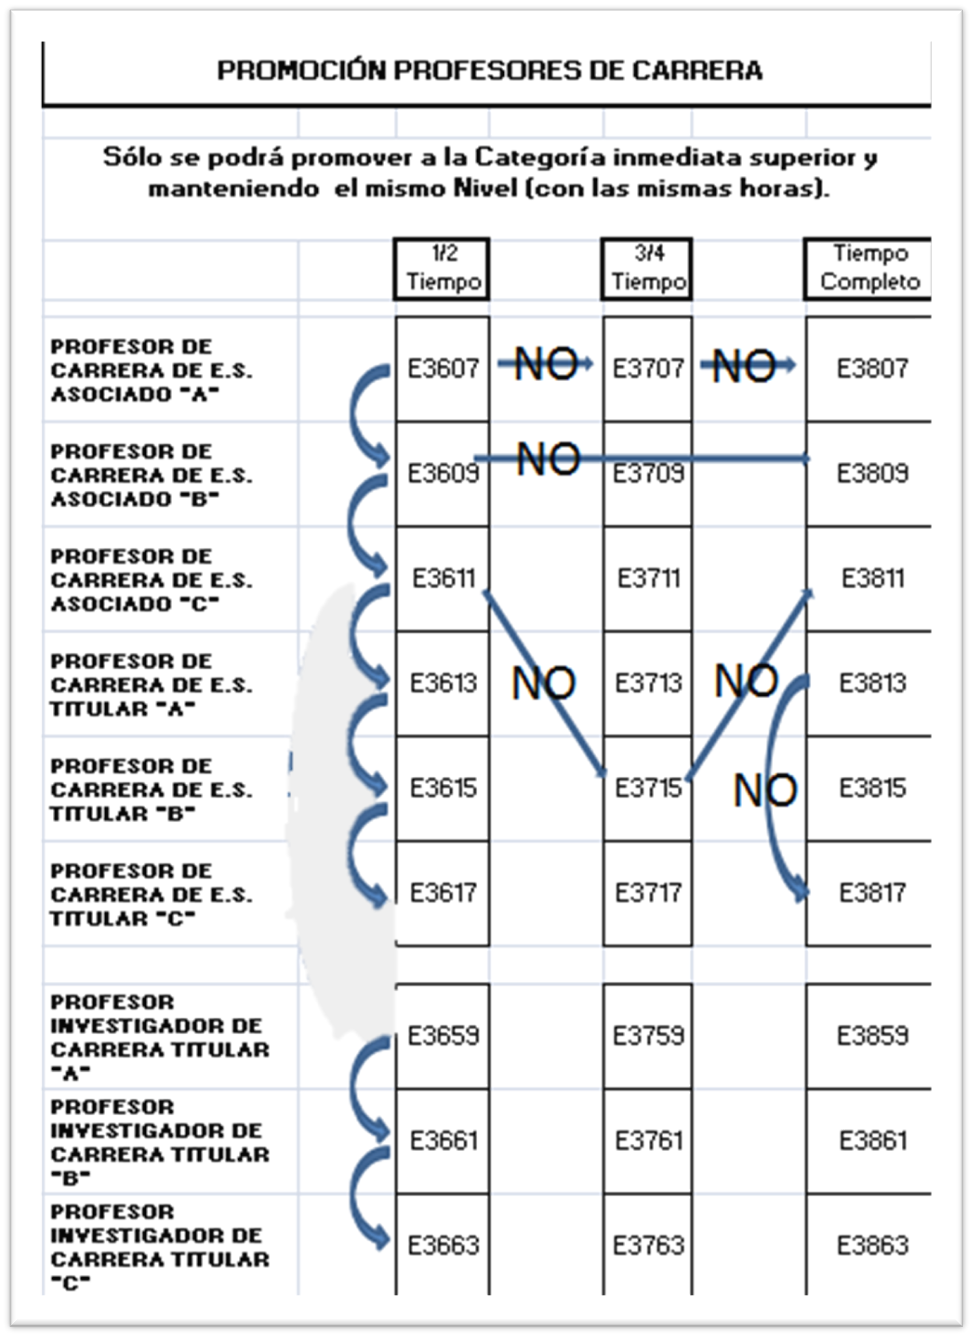 PROMOCIÓN PROFESORES DE CARRERA
Sólo se podrá promover a la Categoría inmediata superior y
manteniendo el mismo Nivel (con las mismas horas).
1/2
Tiempo
3/4
Tiempo
Tiempo
Completo
PROFESOR DE
CARRERA DE E.S.
ASOCIADO "A"
E3607
NO
E3707
NO
E3807
PROFESOR DE
CARRERA DE E.S.
ASOCIADO "B"
E3609
NO
E3709
E3809
PROFESOR DE
CARRERA DE E.S.
ASOCIADO "C"
E3611
E3711
E3811
PROFESOR DE
CARRERA DE E.S.
TITULAR "A"
E3613
NO
E3713
NO
E3813
PROFESOR DE
CARRERA DE E.S.
TITULAR "B"
E3615
E3715
NO
E3815
PROFESOR DE
CARRERA DE E.S.
TITULAR "C"
E3617
E3717
E3817
PROFESOR
INVESTIGADOR DE
CARRERA TITULAR
"A"
E3659
E3759
E3859
PROFESOR
INVESTIGADOR DE
CARRERA TITULAR
"B"
E3661
E3761
E3861
PROFESOR
INVESTIGADOR DE
CARRERA TITULAR
"C"
E3663
E3763
E3863